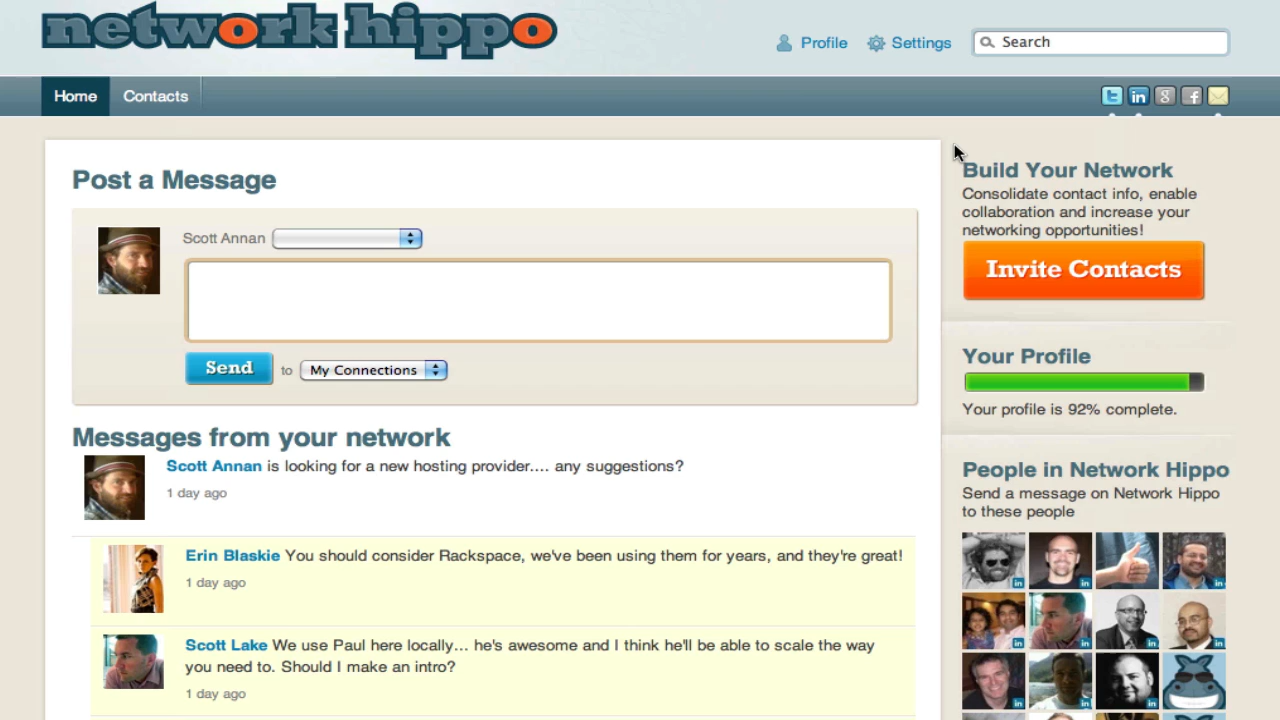 network hippo
Profile
Settings
Search
Home
Contacts
Post a Message
Scott Annan
Send
to
My Connections
Messages from your network
Scott Annan is looking for a new hosting provider.... any suggestions?
1 day ago
Erin Blaskie You should consider Rackspace, we've been using them for years, and they're great!
1 day ago
Scott Lake We use Paul here locally... he's awesome and I think he'll be able to scale the way
you need to. Should I make an intro?
1 day ago
Build Your Network
Consolidate contact info, enable
collaboration and increase your
networking opportunities!
Invite Contacts
Your Profile
Your profile is 92% complete.
People in Network Hippo
Send a message on Network Hippo
to these people